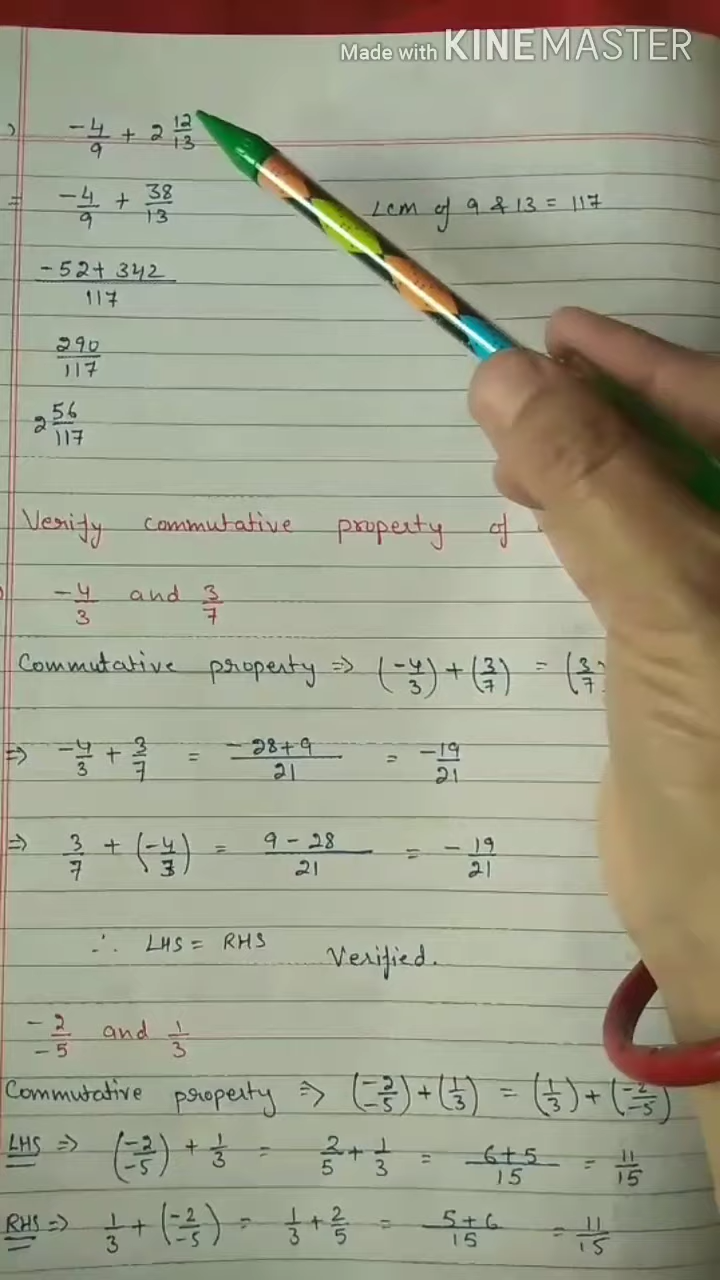 Made with KINEMASTER
-4/9 + 2 12/13
= -4/9 + 38/13 LCM of 9 & 13 = 117
-52+342/117
290/117
2 56/117
Verify commutative property of
-4/3 and 3/7
Commutative property ⇒ (-4/3) + (3/7) = (3/7
⇒ -4/3 + 3/7 = -28+9/21 = -19/21
⇒ 3/7 + (-4/3) = 9-28/21 = -19/21
∴ LHS = RHS Verified.
-2/-5 and 1/3
Commutative property ⇒ (-2/-5) + (1/3) = (1/3) + (-2/-5)
LHS ⇒ (-2/-5) + 1/3 = 2/5 + 1/3 = 6+5/15 = 11/15
RHS ⇒ 1/3 + (-2/-5) = 1/3 + 2/5 = 5+6/15 = 11/15